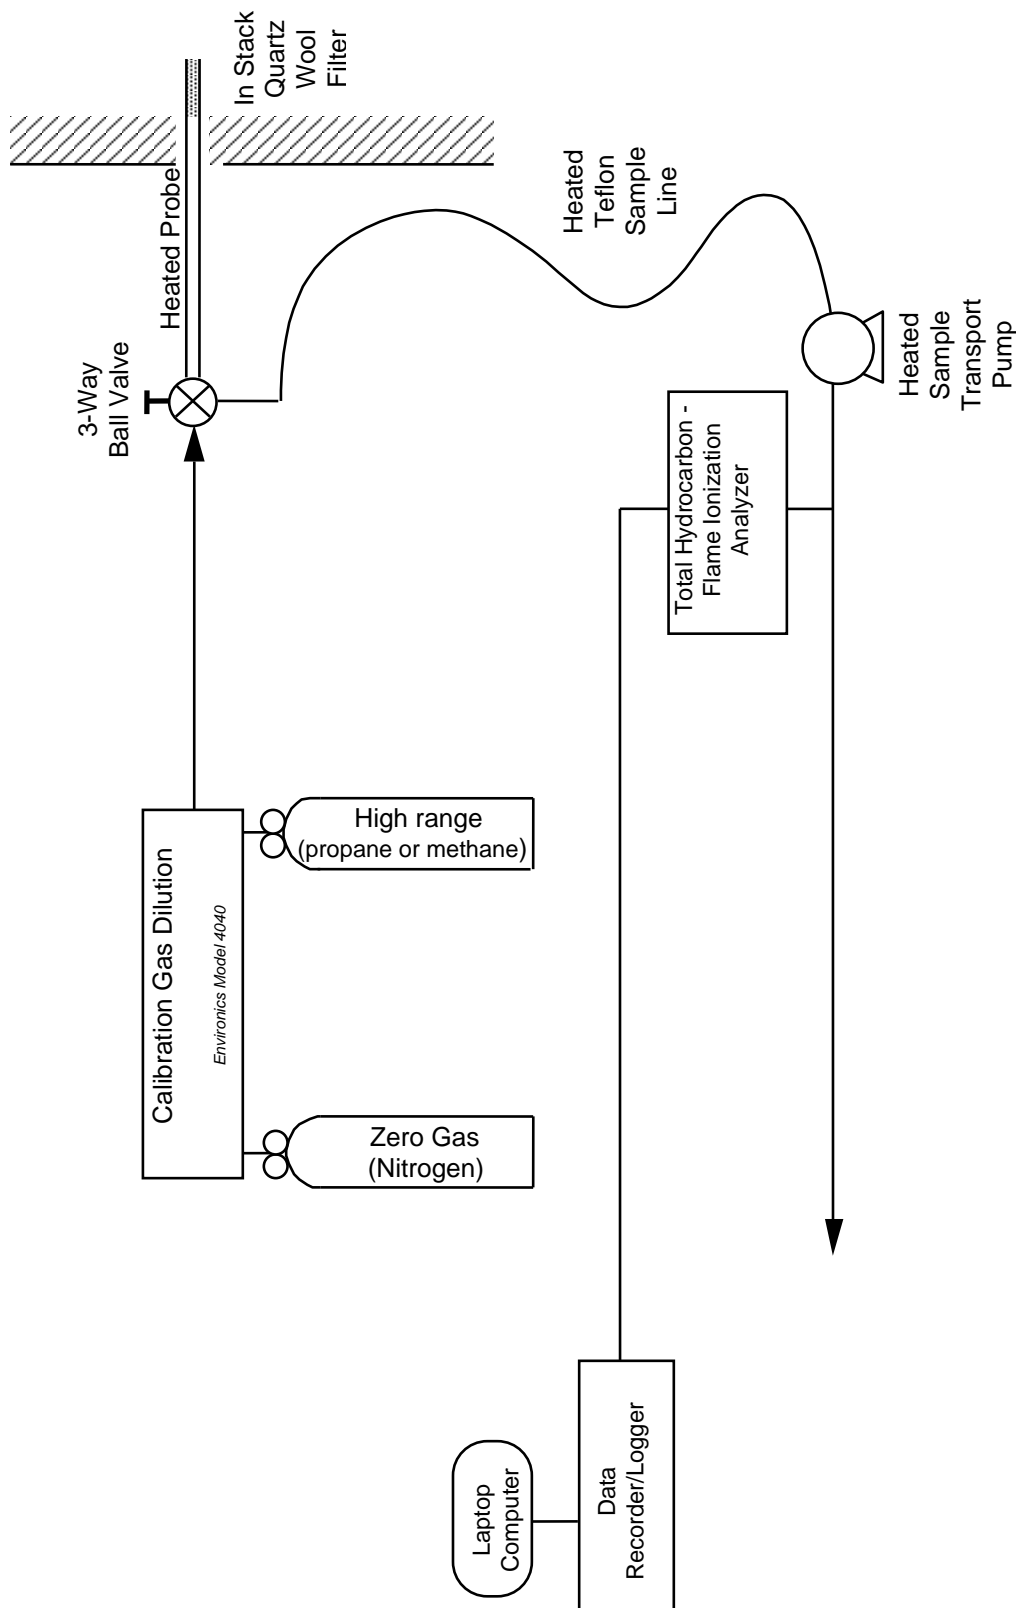 In Stack
Quartz
Wool
Filter
Heated Probe
3-Way
Ball Valve
Heated
Teflon
Sample
Line
Heated
Sample
Transport
Pump
Total Hydrocarbon -
Flame Ionization
Analyzer
Calibration Gas Dilution
Environics Model 4040
High range
(propane or methane)
Zero Gas
(Nitrogen)
Laptop
Computer
Data
Recorder/Logger